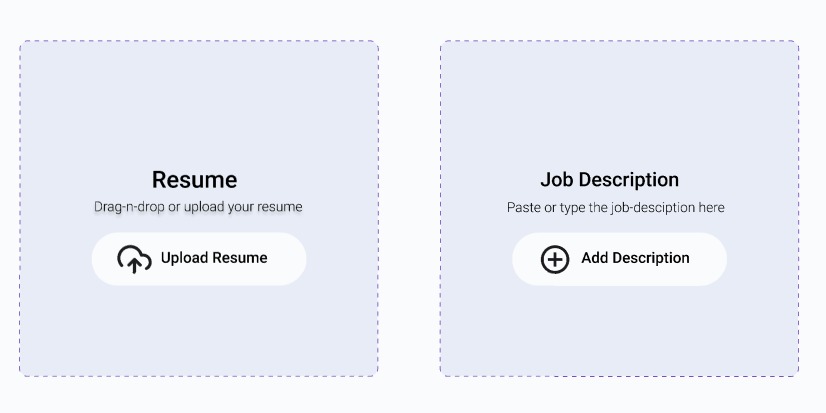 Resume
Drag-n-drop or upload your resume
Upload Resume
Job Description
Paste or type the job-desciption here
Add Description